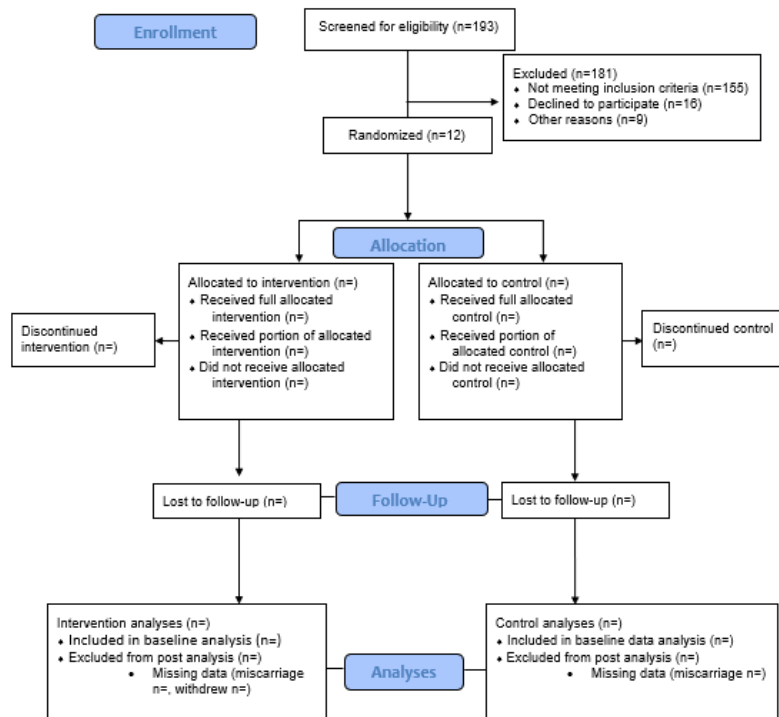 Enrollment
Screened for eligibility (n=193)
Excluded (n=181)
⬥ Not meeting inclusion criteria (n=155)
⬥ Declined to participate (n=16)
⬥ Other reasons (n=9)
Randomized (n=12)
Allocation
Allocated to intervention (n=)
⬥ Received full allocated
intervention (n=)
⬥ Received portion of allocated
intervention (n=)
⬥ Did not receive allocated
intervention (n=)
Discontinued
intervention (n=)
Allocated to control (n=)
⬥ Received full allocated
control (n=)
⬥ Received portion
of allocated control (n=)
⬥ Did not receive allocated
control (n=)
Discontinued control
(n=)
Lost to follow-up (n=)
Follow-Up
Lost to follow-up (n=)
Intervention analyses (n=)
⬥ Included in baseline analysis (n=)
⬥ Excluded from post analysis (n=)
• Missing data (miscarriage
n=, withdrew n=)
Analyses
Control analyses (n=)
⬥ Included in baseline data analysis (n=)
⬥ Excluded from post analysis (n=)
• Missing data (miscarriage n=)